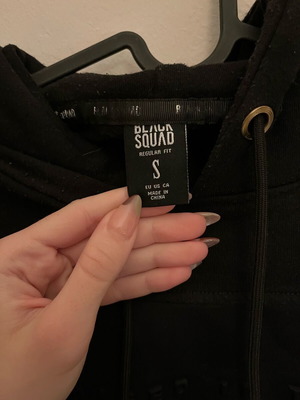 BLACK
SQUAD
REGULAR FIT
S
EU US CA
MADE IN
CHINA